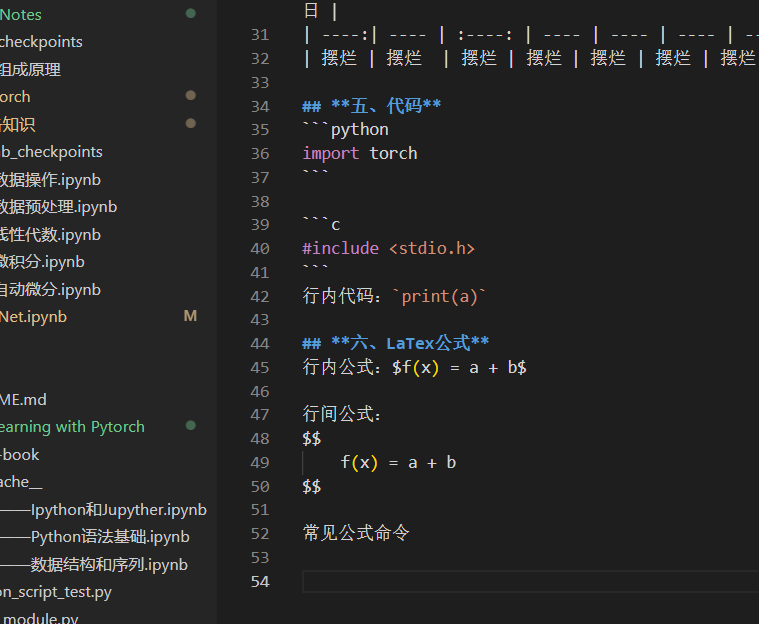 Notes
checkpoints
组成原理
orch
知识
b_checkpoints
数据操作.ipynb
数据预处理.ipynb
线性代数.ipynb
微积分.ipynb
自动微分.ipynb
Net.ipynb M
ME.md
earning with Pytorch
-book
ache__
——Ipython和Jupyther.ipynb
——Python语法基础.ipynb
——数据结构和序列.ipynb
on_script_test.py
module.py
日 |
31 | ----:| ---- | :----: | ---- | ---- | ---- | --
32 | 摆烂 | 摆烂 | 摆烂 | 摆烂 | 摆烂 | 摆烂 | 摆烂
33
34 ## **五、代码**
35 ```python
36 import torch
37 ```
38
39 ```c
40 #include <stdio.h>
41 ```
42 行内代码：`print(a)`
43
44 ## **六、LaTex公式**
45 行内公式：$f(x) = a + b$
46
47 行间公式：
48 $$
49 f(x) = a + b
50 $$
51
52 常见公式命令
53
54